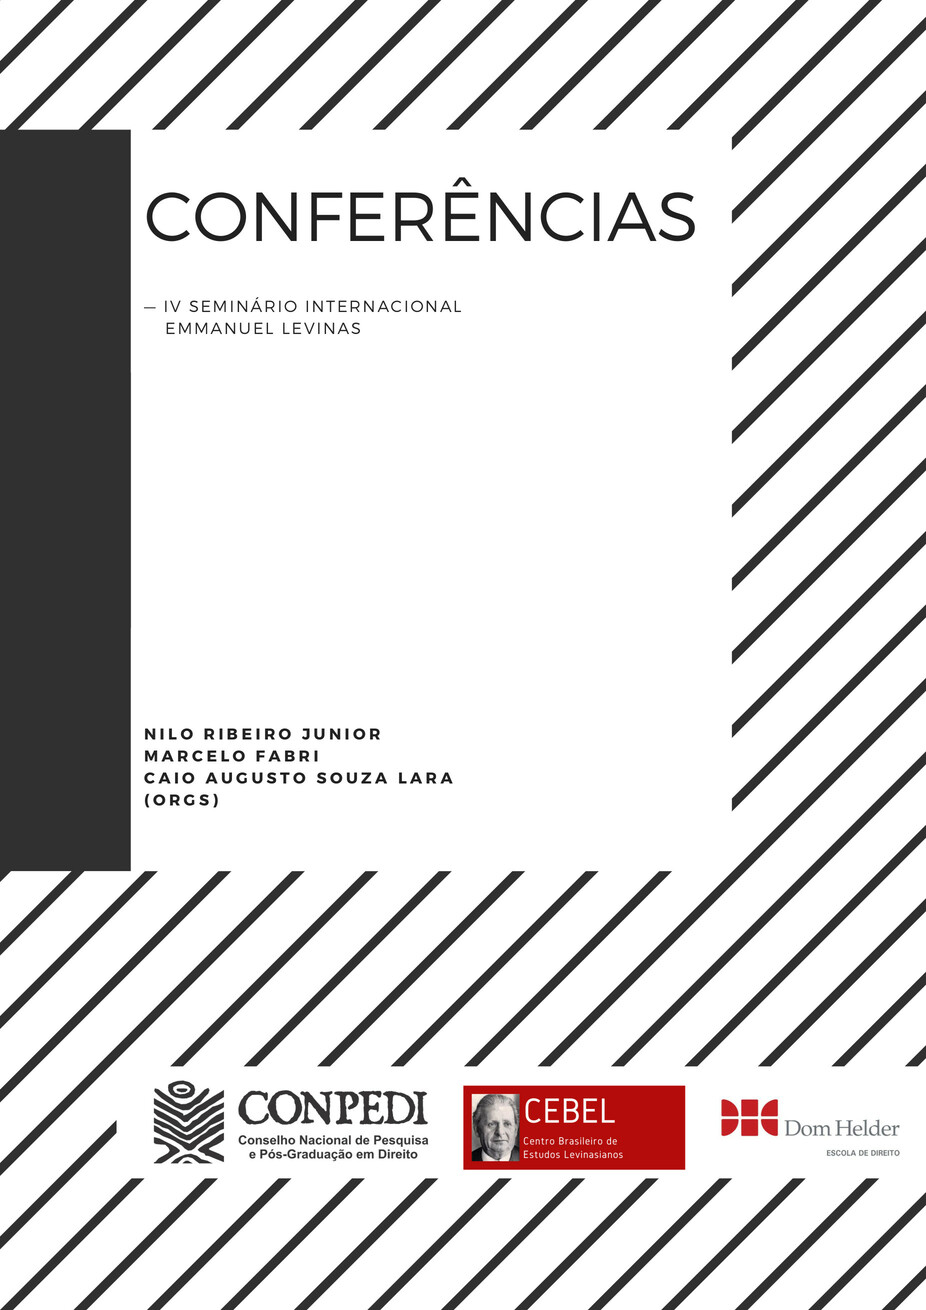 CONFERÊNCIAS
— IV SEMINÁRIO INTERNACIONAL
EMMANUEL LEVINAS
NILO RIBEIRO JUNIOR
MARCELO FABRI
CAIO AUGUSTO SOUZA LARA
(ORGS)
CONPEDI
Conselho Nacional de Pesquisa
e Pós-Graduação em Direito
CEBEL
Centro Brasileiro de
Estudos Levinasianos
Dom Helder
ESCOLA DE DIREITO